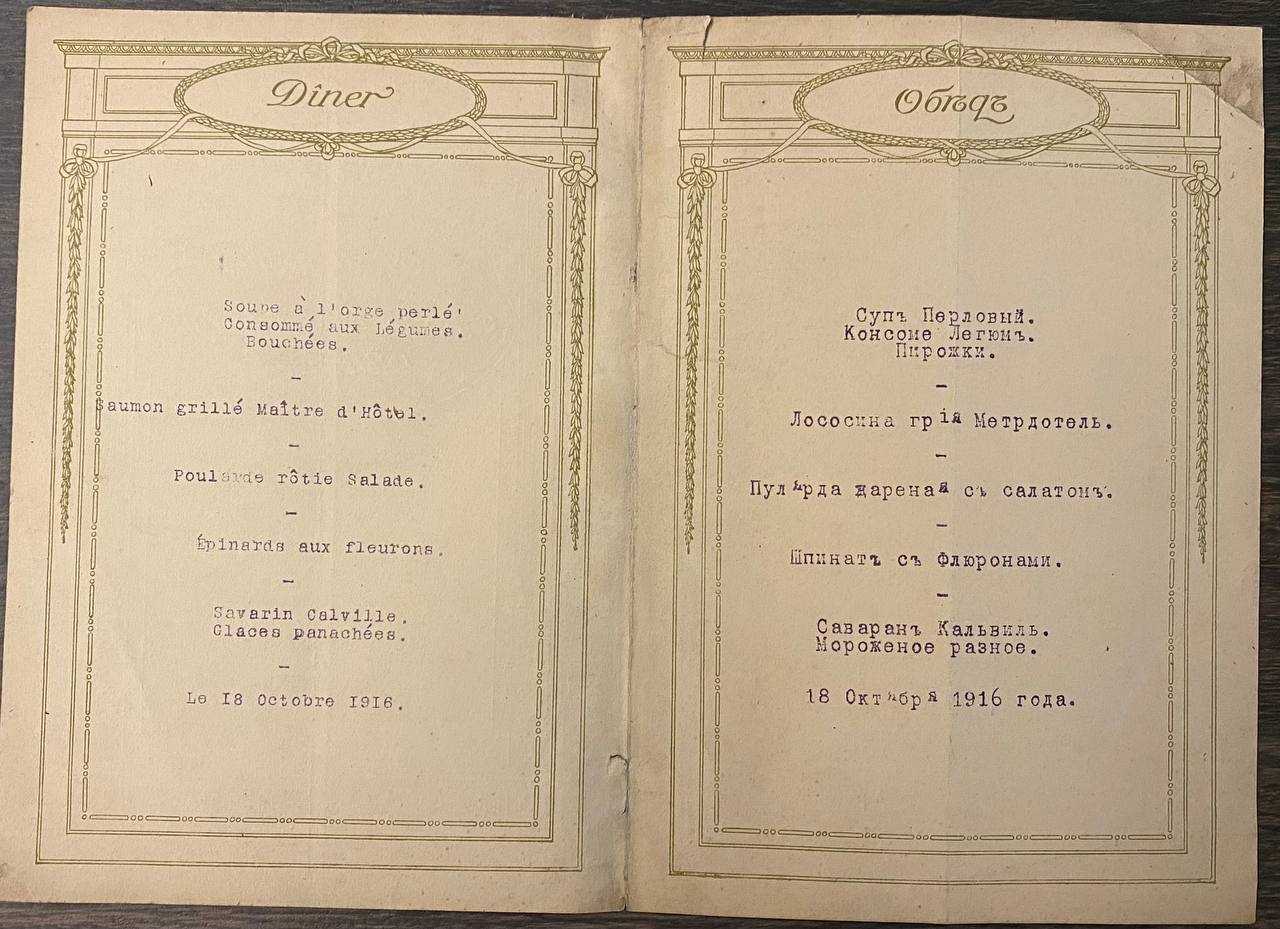 Dîner
Soupe à l'orge perlé'
Consommé aux Légumes.
Bouchées.
–
Saumon grillé Maître d'Hôtel.
–
Poularde rôtie Salade.
–
Épinards aux fleurons.
–
Savarin Calville.
Glaces panachées.
–
Le 18 Octobre 1916.
Обѣдъ
Супъ Перловый.
Консоме Легюмъ.
Пирожки.
–
Лососина грія Метрдотель.
–
Пулярда жареная съ салатомъ.
–
Шпинатъ съ Флюронами.
–
Саваранъ Кальвиль.
Мороженое разное.
18 Октября 1916 года.